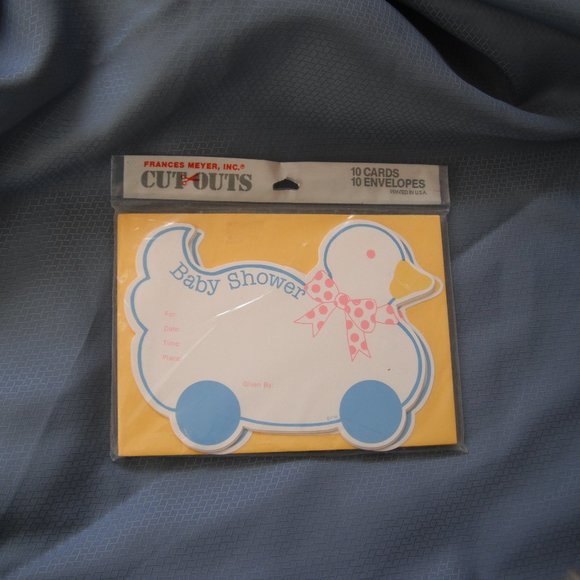 FRANCES MEYER, INC.®
CUT OUTS
10 CARDS
10 ENVELOPES
PRINTED IN U.S.A.
Baby Shower
For:
Date:
Time:
Place:
Given By: